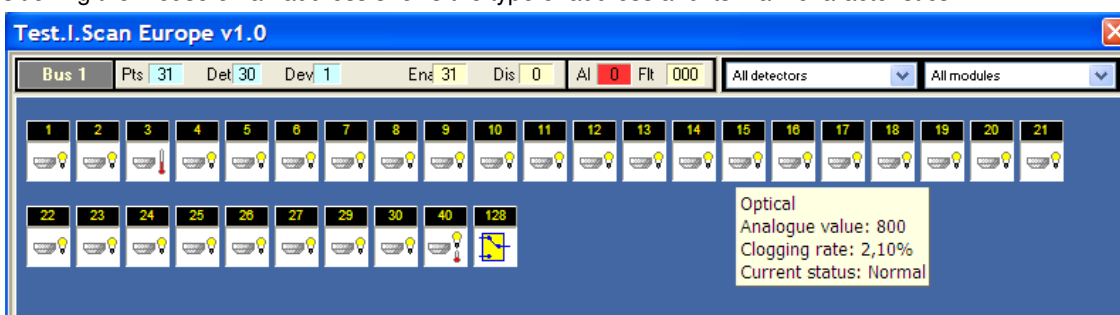 Test.I.Scan Europe v1.0
Bus 1 Pts 31 Det 30 Dev 1 Ena 31 Dis 0 Al 0 Flt 000 All detectors All modules
1 2 3 4 5 6 7 8 9 10 11 12 13 14 15 16 17 18 19 20 21
22 23 24 25 26 27 29 30 40 128
Optical
Analogue value: 800
Clogging rate: 2,10%
Current status: Normal